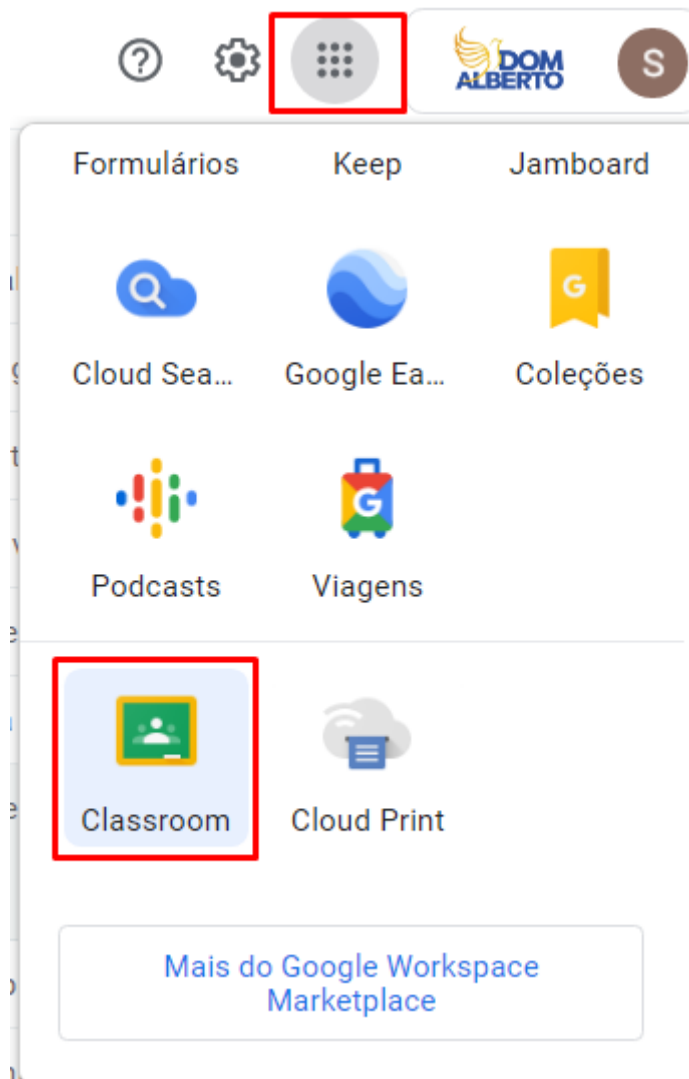 DOM
ALBERTO
S
Formulários Keep Jamboard
G
Cloud Sea... Google Ea... Coleções
G
Podcasts Viagens
Classroom Cloud Print
Mais do Google Workspace
Marketplace